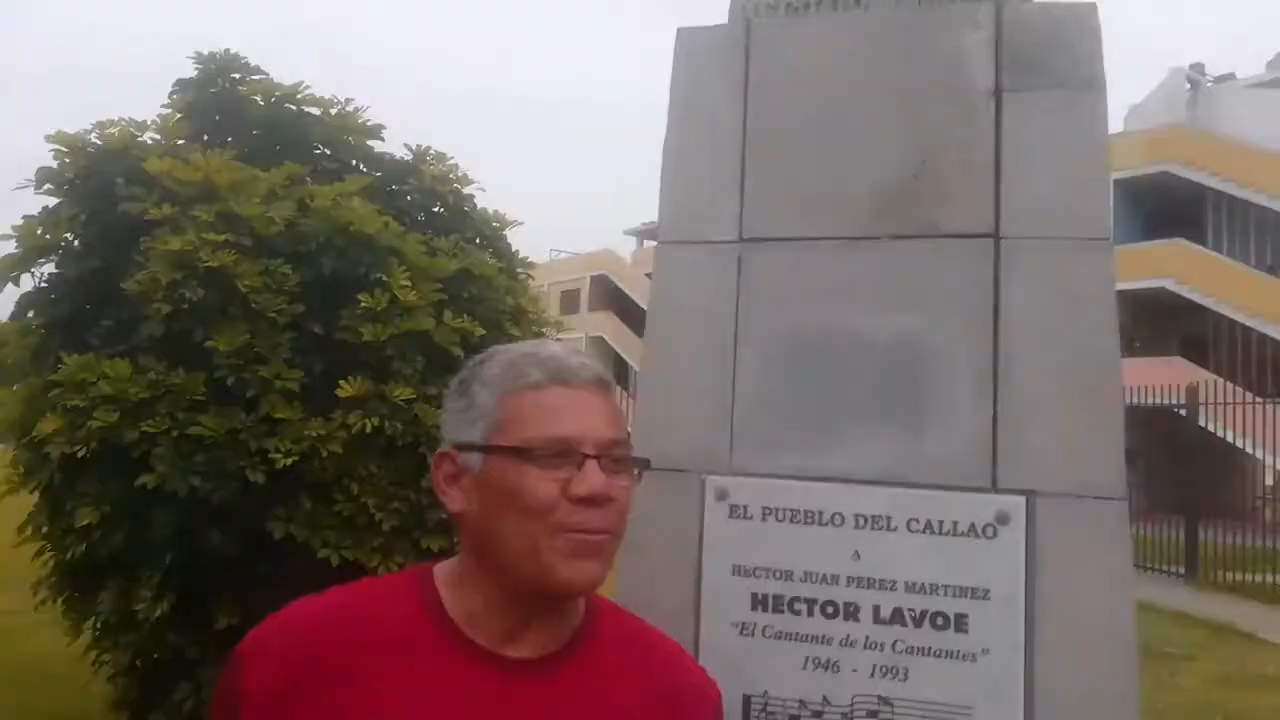 EL PUEBLO DEL CALLAO
A
HECTOR JUAN PEREZ MARTINEZ
HECTOR LAVOE
"El Cantante de los Cantantes"
1946 - 1993